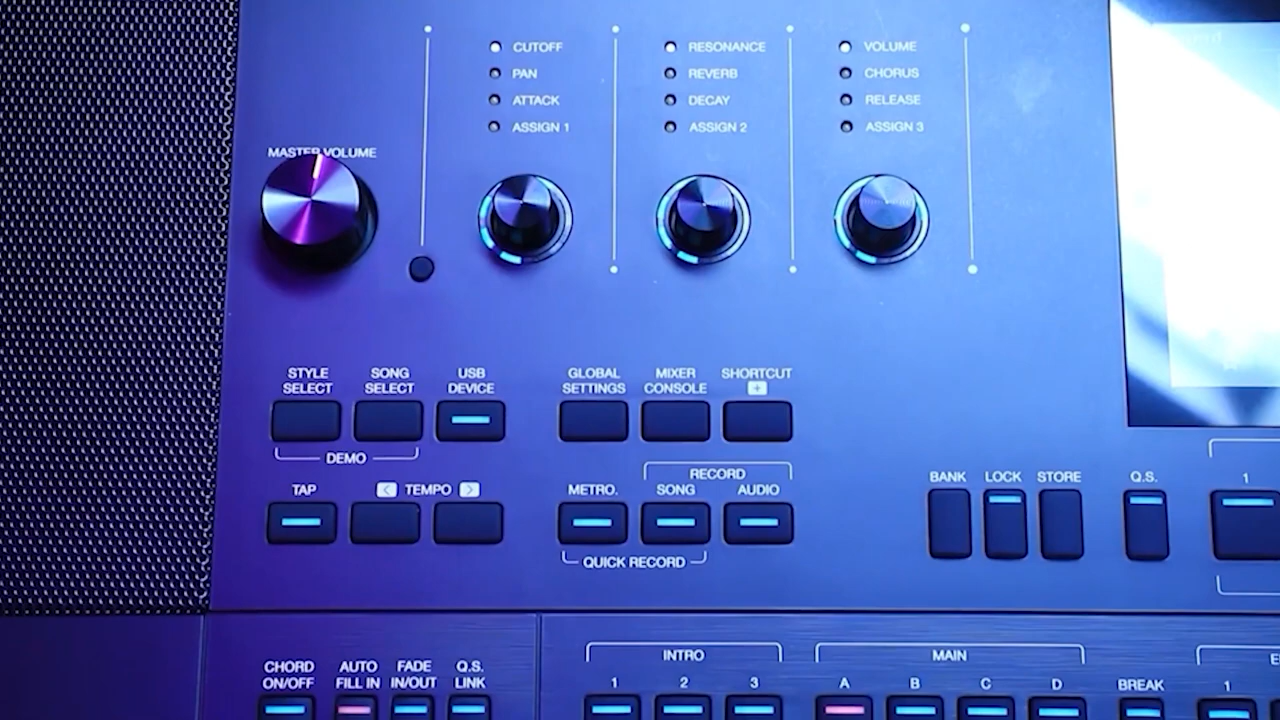 CUTOFF
PAN
ATTACK
ASSIGN 1
RESONANCE
REVERB
DECAY
ASSIGN 2
VOLUME
CHORUS
RELEASE
ASSIGN 3
MASTER VOLUME
STYLE
SELECT
SONG
SELECT
USB
DEVICE
DEMO
GLOBAL
SETTINGS
MIXER
CONSOLE
SHORTCUT
+
TAP
< TEMPO >
RECORD
METRO.
SONG
AUDIO
QUICK RECORD
BANK
LOCK
STORE
Q.S.
1
CHORD
ON/OFF
AUTO
FILL IN
FADE
IN/OUT
Q.S.
LINK
INTRO
1 2 3
MAIN
A B C D
BREAK
1